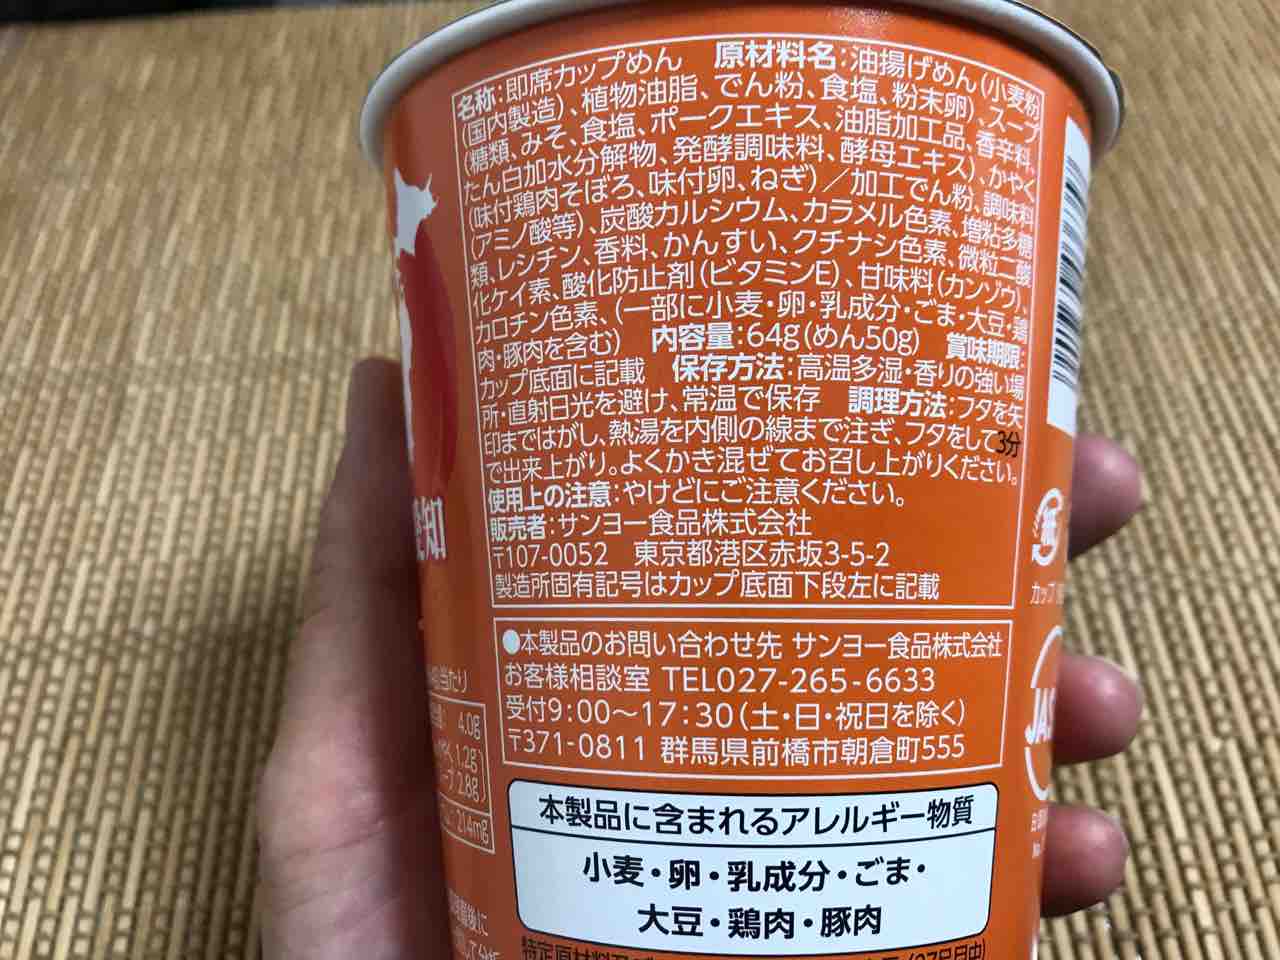 名称:即席カップめん 原材料名:油揚げめん(小麦粉
(国内製造)、植物油脂、でん粉、食塩、粉末卵)、スープ
(糖類、みそ、食塩、ポークエキス、油脂加工品、香辛料、
たん白加水分解物、発酵調味料、酵母エキス)、かやく
(味付鶏肉そぼろ、味付卵、ねぎ)/加工でん粉、調味料
(アミノ酸等)、炭酸カルシウム、カラメル色素、増粘多糖
類、レシチン、香料、かんすい、クチナシ色素、微粒二酸
化ケイ素、酸化防止剤(ビタミンE)、甘味料(カンゾウ)、
カロチン色素、(一部に小麦・卵・乳成分・ごま・大豆・鶏
肉・豚肉を含む) 内容量:64g(めん50g) 賞味期限:
カップ底面に記載 保存方法:高温多湿・香りの強い場
所・直射日光を避け、常温で保存 調理方法:フタを矢
印まではがし、熱湯を内側の線まで注ぎ、フタをして3分
で出来上がり。よくかき混ぜてお召し上がりください。
使用上の注意:やけどにご注意ください。
販売者:サンヨー食品株式会社
〒107-0052 東京都港区赤坂3-5-2
製造所固有記号はカップ底面下段左に記載
●本製品のお問い合わせ先 サンヨー食品株式会社
お客様相談室 TEL027-265-6633
受付9:00〜17:30(土・日・祝日を除く)
〒371-0811 群馬県前橋市朝倉町555
本製品に含まれるアレルギー物質
小麦・卵・乳成分・ごま・
大豆・鶏肉・豚肉
知
当たり
4.0g
1.2g
2.8g
214mg
カップ
JAS